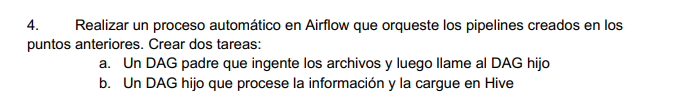 4. Realizar un proceso automático en Airflow que orqueste los pipelines creados en los
puntos anteriores. Crear dos tareas:
a. Un DAG padre que ingente los archivos y luego llame al DAG hijo
b. Un DAG hijo que procese la información y la cargue en Hive